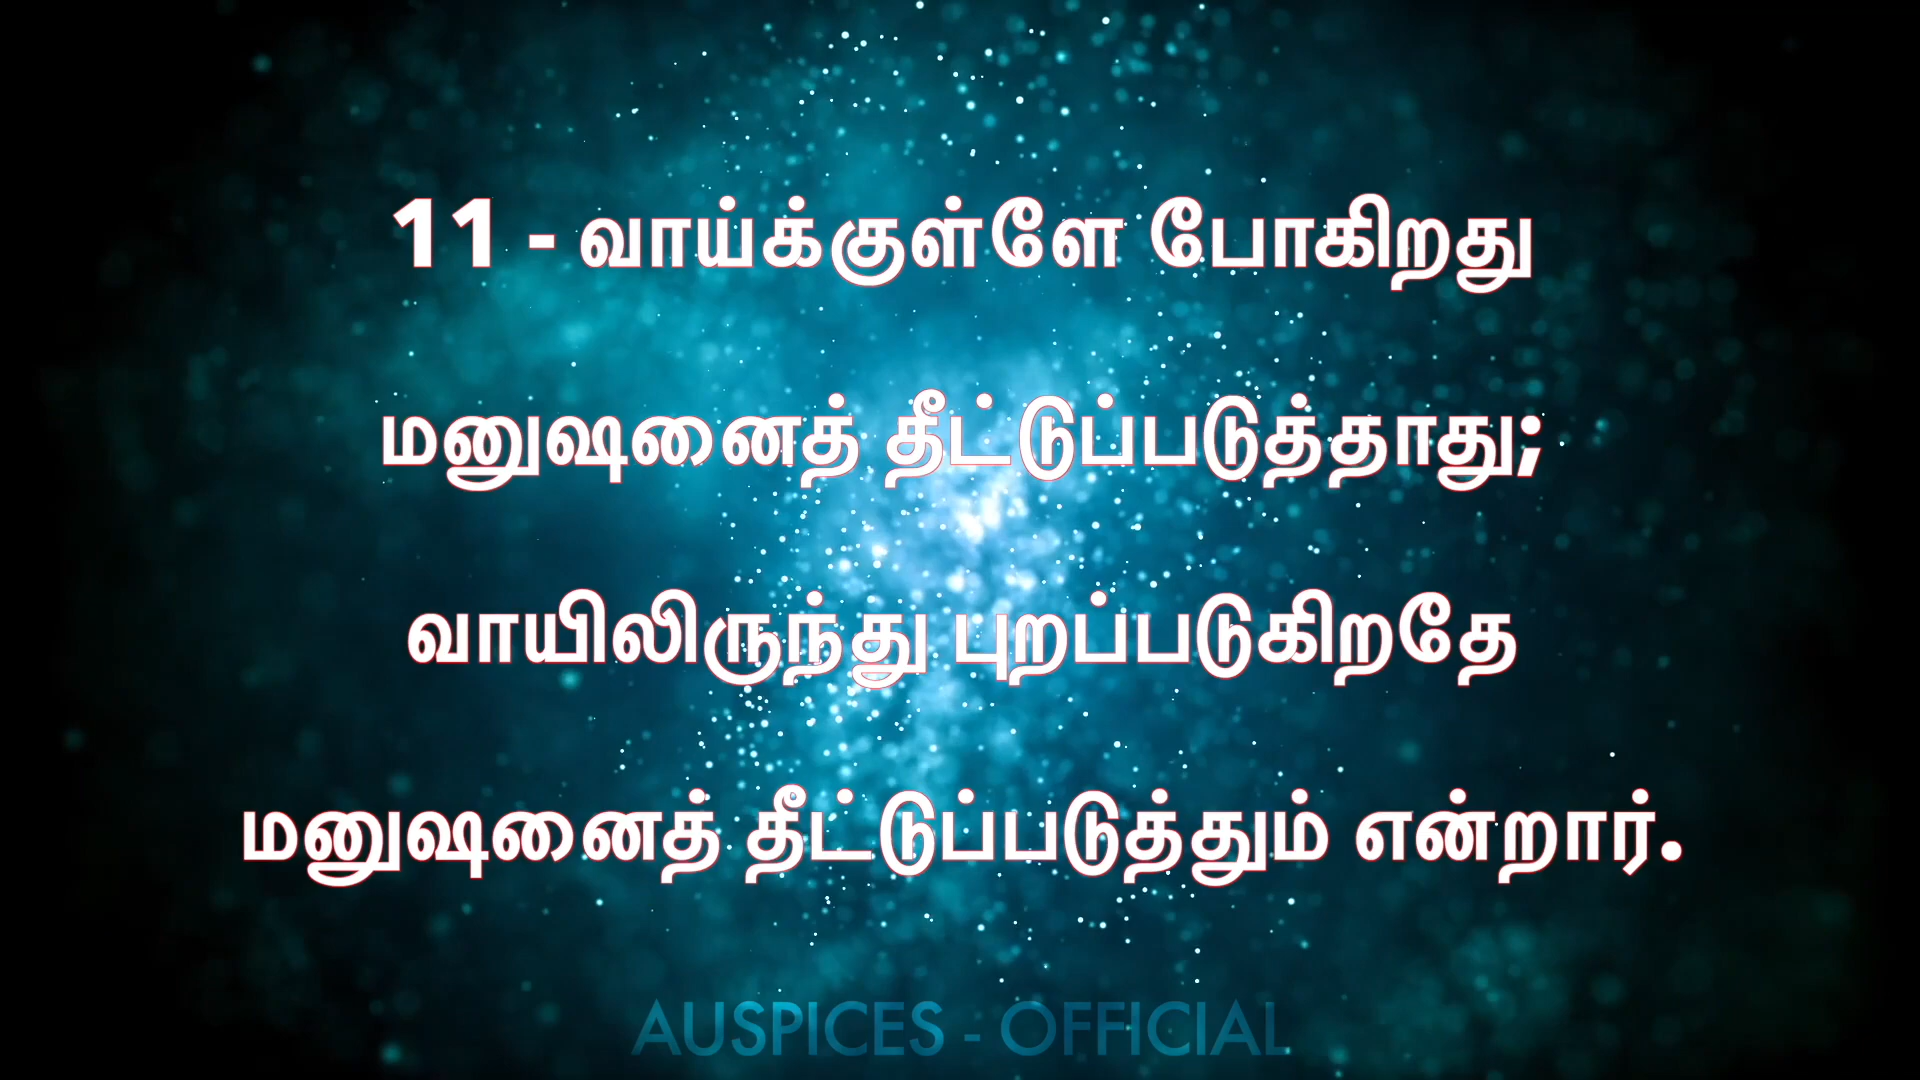 11 - வாய்க்குள்ளே போகிறது
மனுஷனைத் தீட்டுப்படுத்தாது;
வாயிலிருந்து புறப்படுகிறதே
மனுஷனைத் தீட்டுப்படுத்தும் என்றார்.
AUSPICES - OFFICIAL